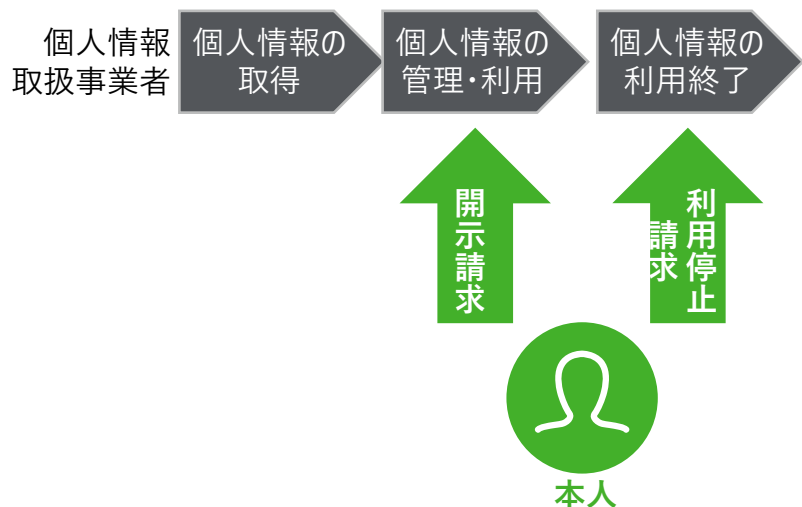 個人情報
取扱事業者
個人情報の
取得
個人情報の
管理・利用
個人情報の
利用終了
開示請求
利用停止
請求
本人